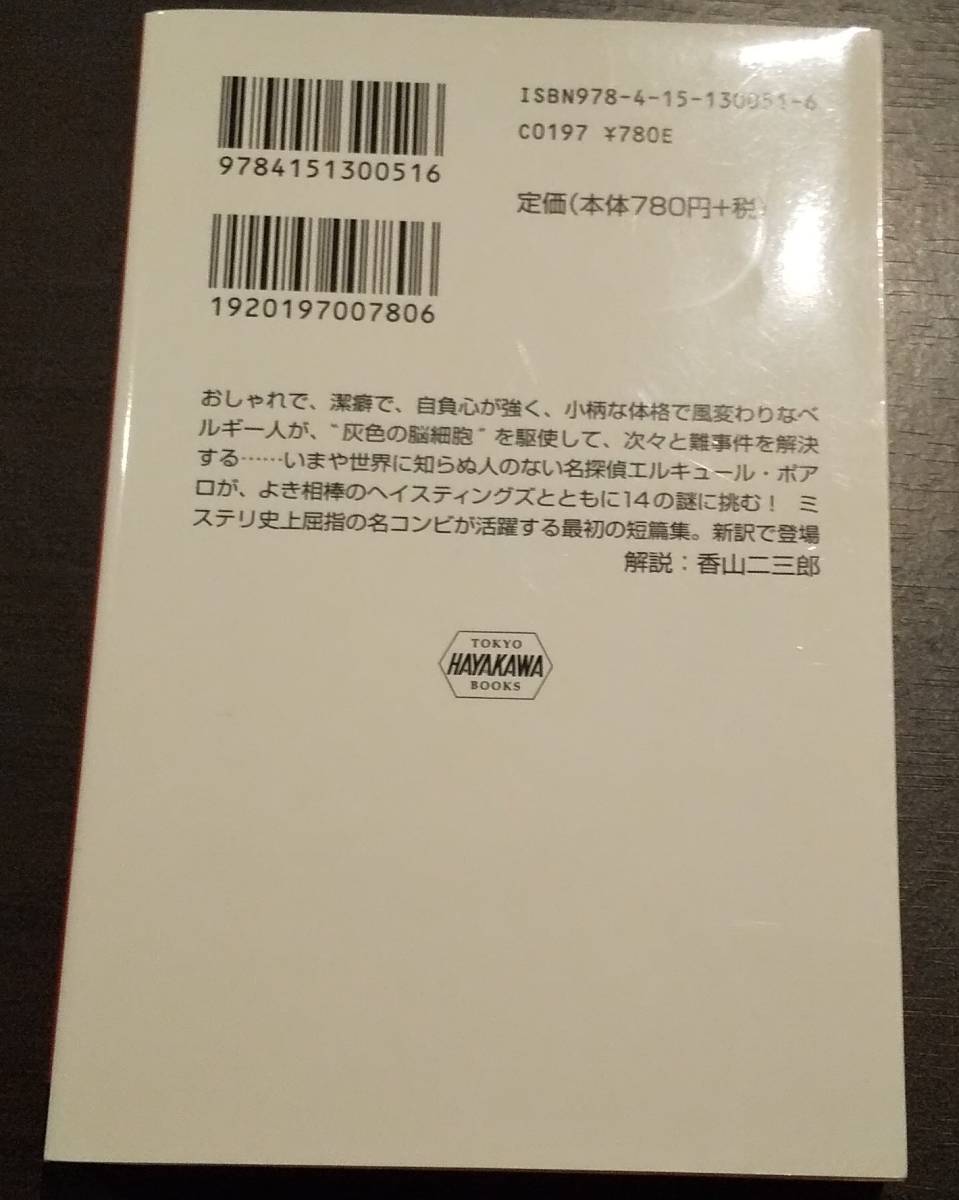 ISBN978-4-15-130051-6
C0197 ¥780E
9784151300516
定価(本体780円+税)
1920197007806
おしゃれで、潔癖で、自負心が強く、小柄な体格で風変わりなベ
ルギー人が、〝灰色の脳細胞〟を駆使して、次々と難事件を解決
する……いまや世界に知らぬ人のない名探偵エルキュール・ポア
ロが、よき相棒のヘイスティングズとともに14の謎に挑む！ ミ
ステリ史上屈指の名コンビが活躍する最初の短篇集。新訳で登場
解説：香山二三郎
TOKYO
HAYAKAWA
BOOKS